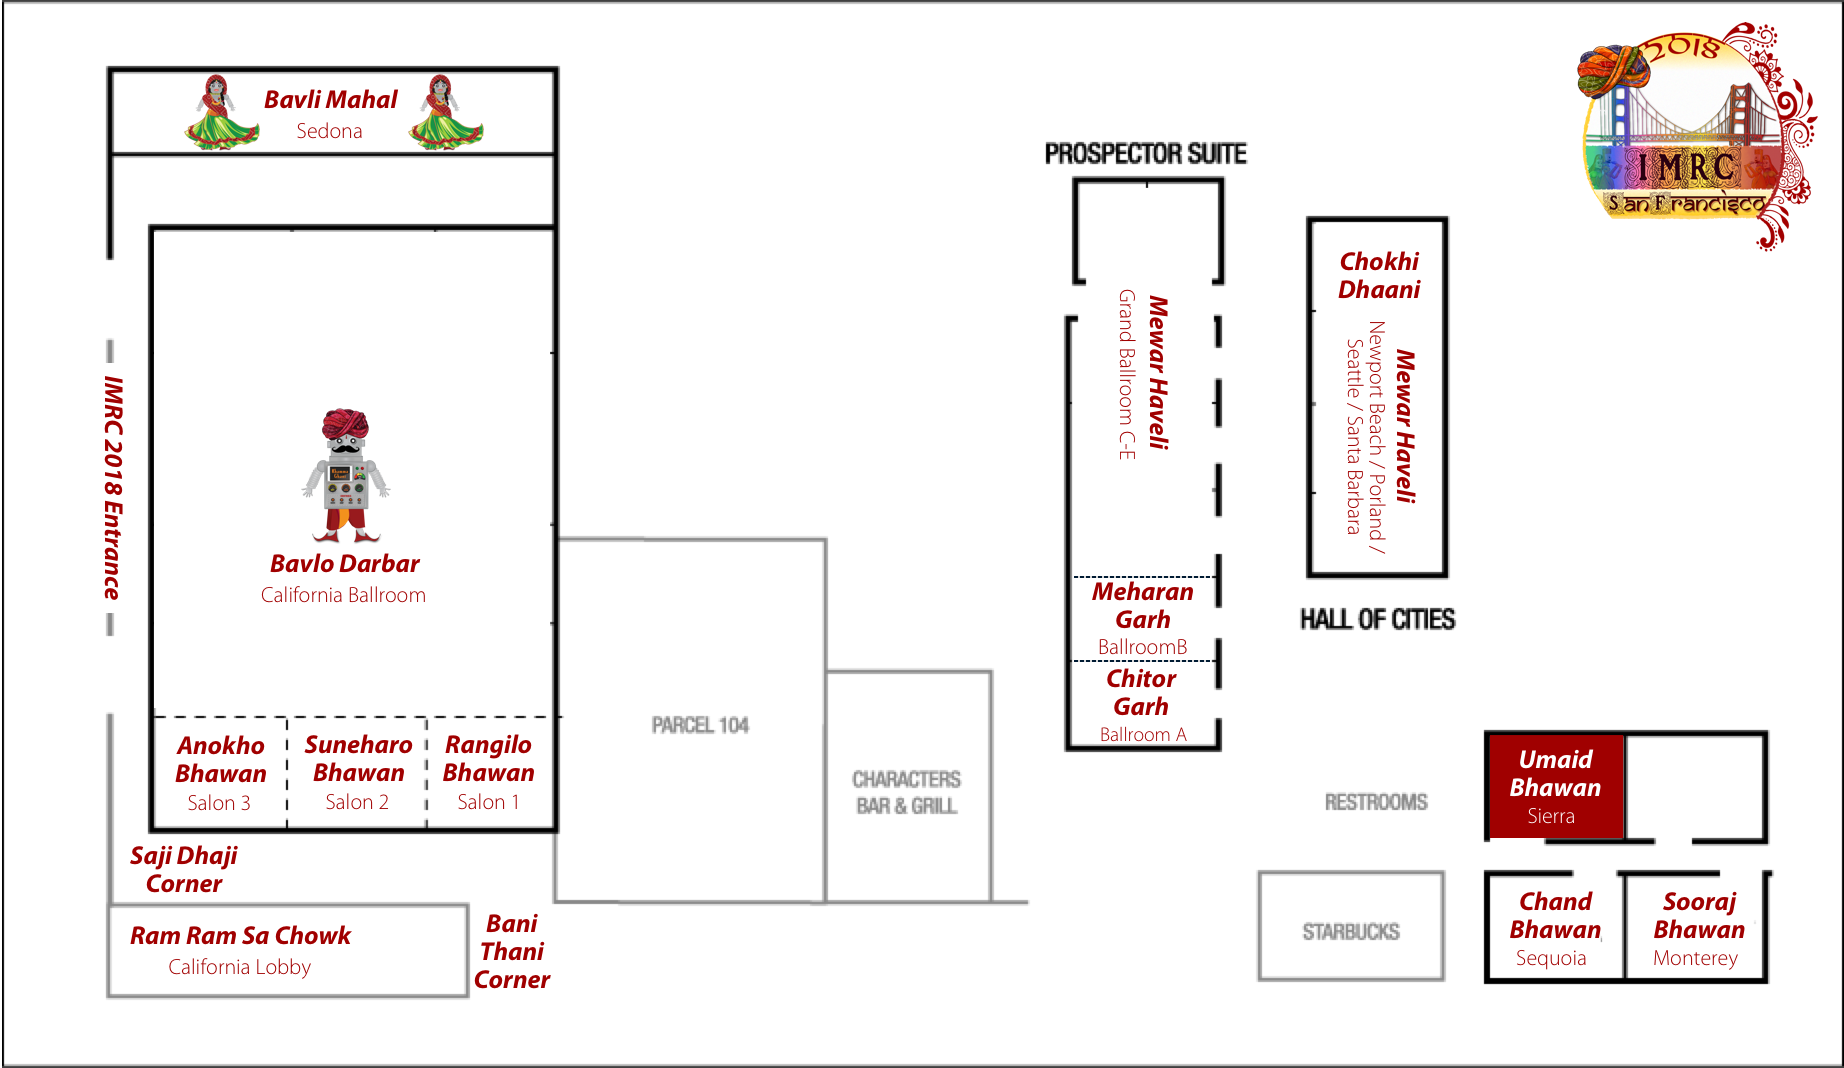 Bavli Mahal
Sedona
2018
IMRC
San Francisco
PROSPECTOR SUITE
Mewar Haveli
Grand Ballroom C-E
Chokhi
Dhaani
Mewar Haveli
Newport Beach / Porland /
Seattle / Santa Barbara
HALL OF CITIES
IMRC 2018 Entrance
Bavlo Darbar
California Ballroom
Meharan
Garh
BallroomB
Chitor
Garh
Ballroom A
PARCEL 104
CHARACTERS
BAR & GRILL
Anokho
Bhawan
Salon 3
Suneharo
Bhawan
Salon 2
Rangilo
Bhawan
Salon 1
Saji Dhaji
Corner
Ram Ram Sa Chowk
California Lobby
Bani
Thani
Corner
RESTROOMS
STARBUCKS
Umaid
Bhawan
Sierra
Chand
Bhawan
Sequoia
Sooraj
Bhawan
Monterey